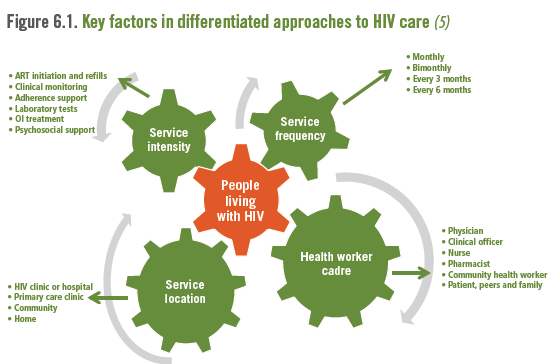 Figure 6.1. Key factors in differentiated approaches to HIV care (5)
• ART initiation and refills
• Clinical monitoring
• Adherence support
• Laboratory tests
• OI treatment
• Psychosocial support
Service
intensity
Service
frequency
• Monthly
• Bimonthly
• Every 3 months
• Every 6 months
People
living
with HIV
• HIV clinic or hospital
• Primary care clinic
• Community
• Home
Service
location
Health worker
cadre
• Physician
• Clinical officer
• Nurse
• Pharmacist
• Community health worker
• Patient, peers and family